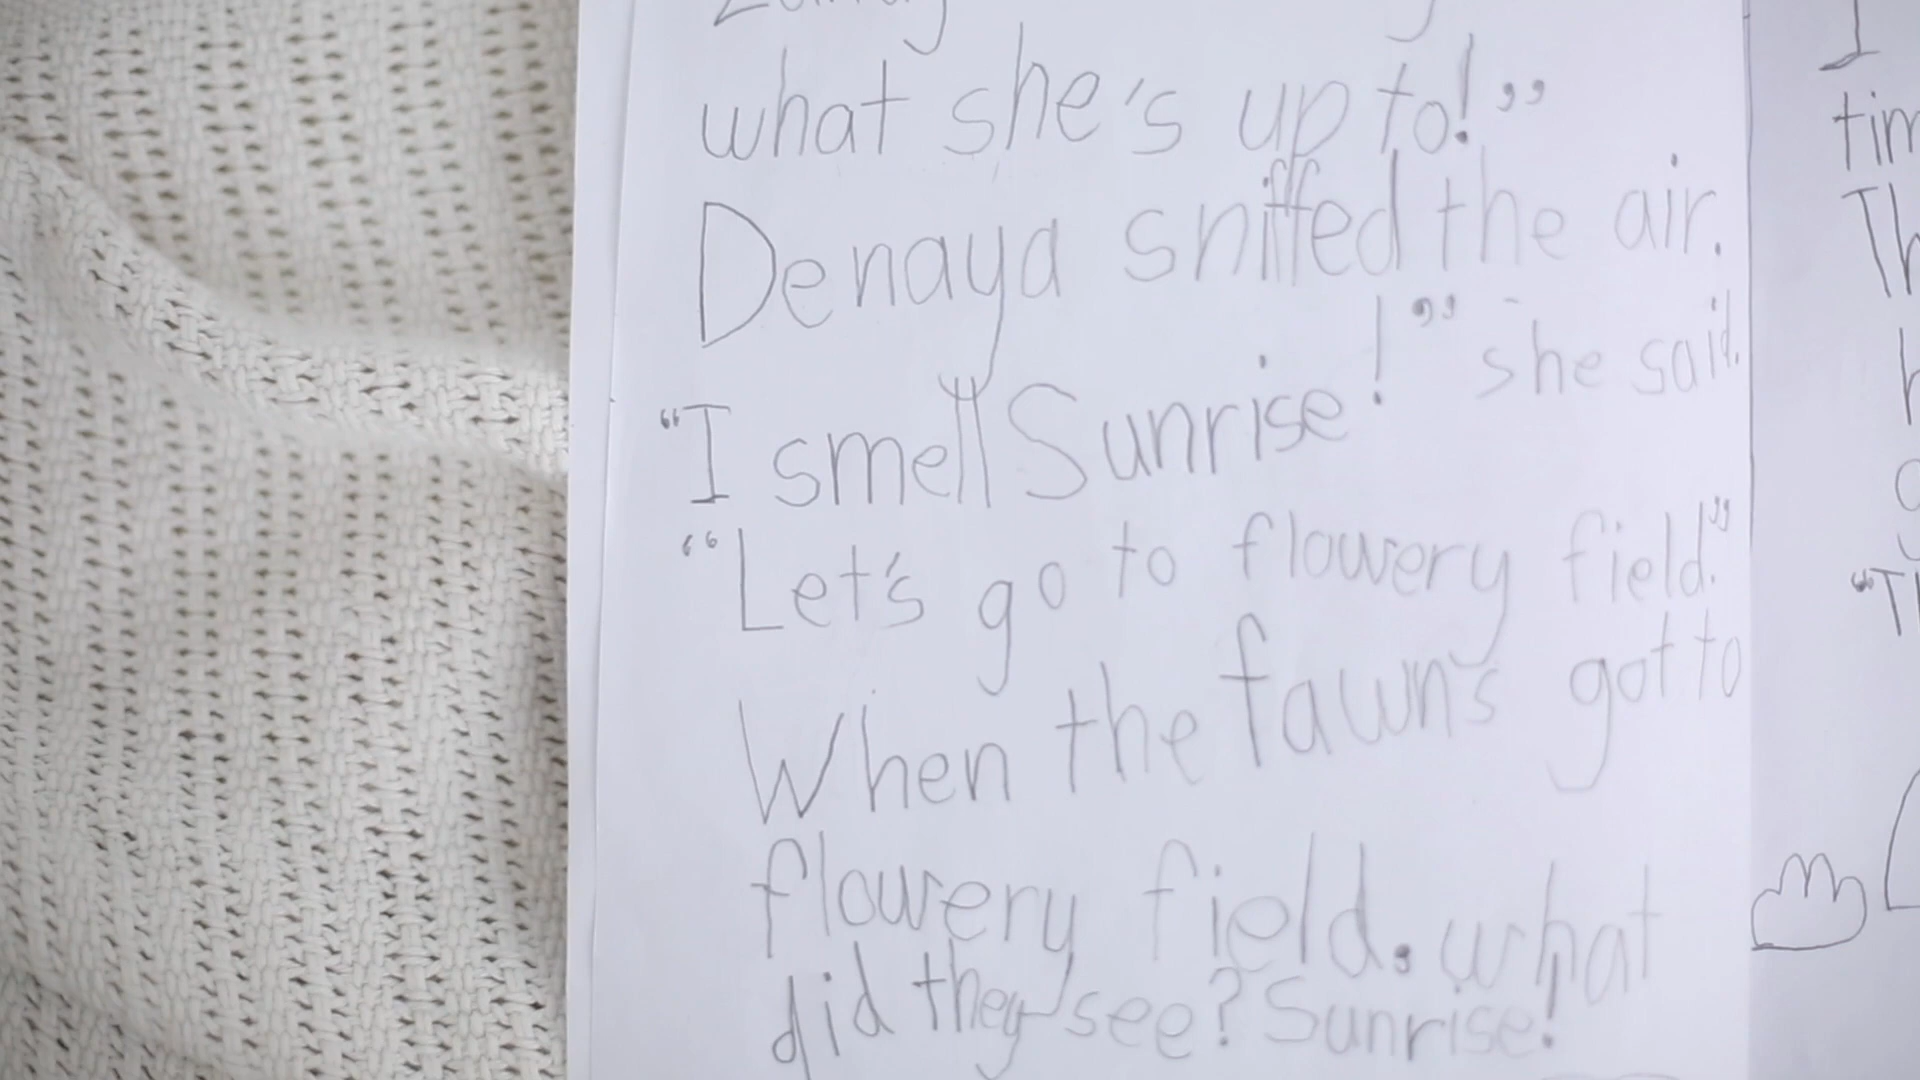 what she's up to!”
Denaya sniffed the air.
“I smell Sunrise!” she said.
“Let's go to flowery field.”
When the fawn's got to
flowery field. what
did they see? Sunrise!
I